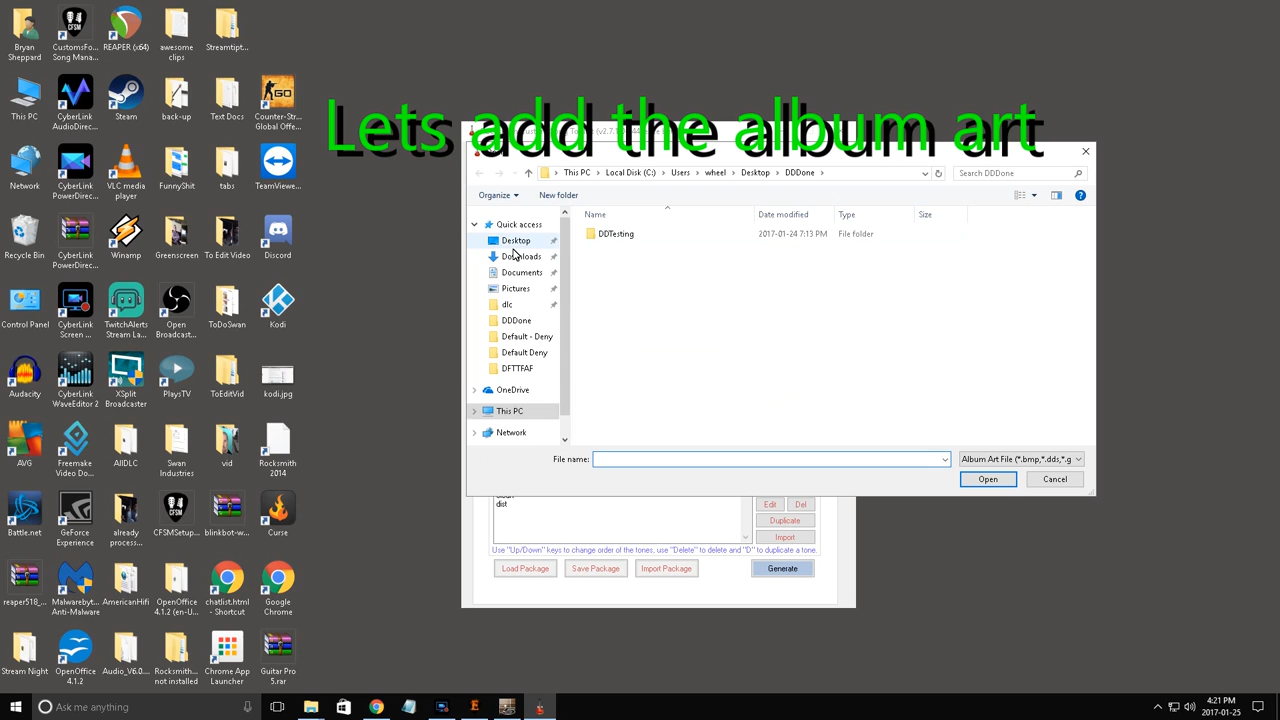 Bryan Sheppard
CustomsFo... Song Mana...
REAPER (x64)
awesome clips
Streamtipt...
Lets add the album art
This PC
CyberLink AudioDirec...
Steam
back-up
Text Docs
Counter-Str... Global Offe...
This PC > Local Disk (C:) > Users > wheel > Desktop > DDDone >
Search DDDone
Organize
New folder
Network
CyberLink PowerDirec...
VLC media player
FunnyShit
tabs
TeamViewe...
Name
Date modified
Type
Size
Quick access
DDTesting
2017-01-24 7:13 PM
File folder
Desktop
Downloads
Documents
Pictures
dlc
DDDone
Default - Deny
Default Deny
DFTTFAF
OneDrive
This PC
Network
Recycle Bin
CyberLink PowerDirec...
Winamp
Greenscreen
To Edit Video
Discord
Control Panel
CyberLink Screen ...
TwitchAlerts Stream La...
Open Broadcast...
ToDoSwan
Kodi
Audacity
CyberLink WaveEditor 2
XSplit Broadcaster
PlaysTV
ToEditVid
kodi.jpg
File name:
Album Art File (*.bmp,*.dds,*.g
Open
Cancel
AVG
Freemake Video Do...
AllDLC
Swan Industries
vid
Rocksmith 2014
dist
Edit
Del
Duplicate
Import
Use "Up/Down" keys to change order of the tones, use "Delete" to delete and "D" to duplicate a tone.
Load Package
Save Package
Import Package
Generate
Battle.net
GeForce Experience
already process...
CFSMSetup...
blinkbot-w...
Curse
reaper518_...
Malwarebyt... Anti-Malware
AmericanHifi
OpenOffice 4.1.2 (en-U...
chatlist.html - Shortcut
Google Chrome
Stream Night
OpenOffice 4.1.2
Audio_V6.0....
Rocksmith... not installed
Chrome App Launcher
Guitar Pro 5.rar
Ask me anything
4:21 PM
2017-01-25